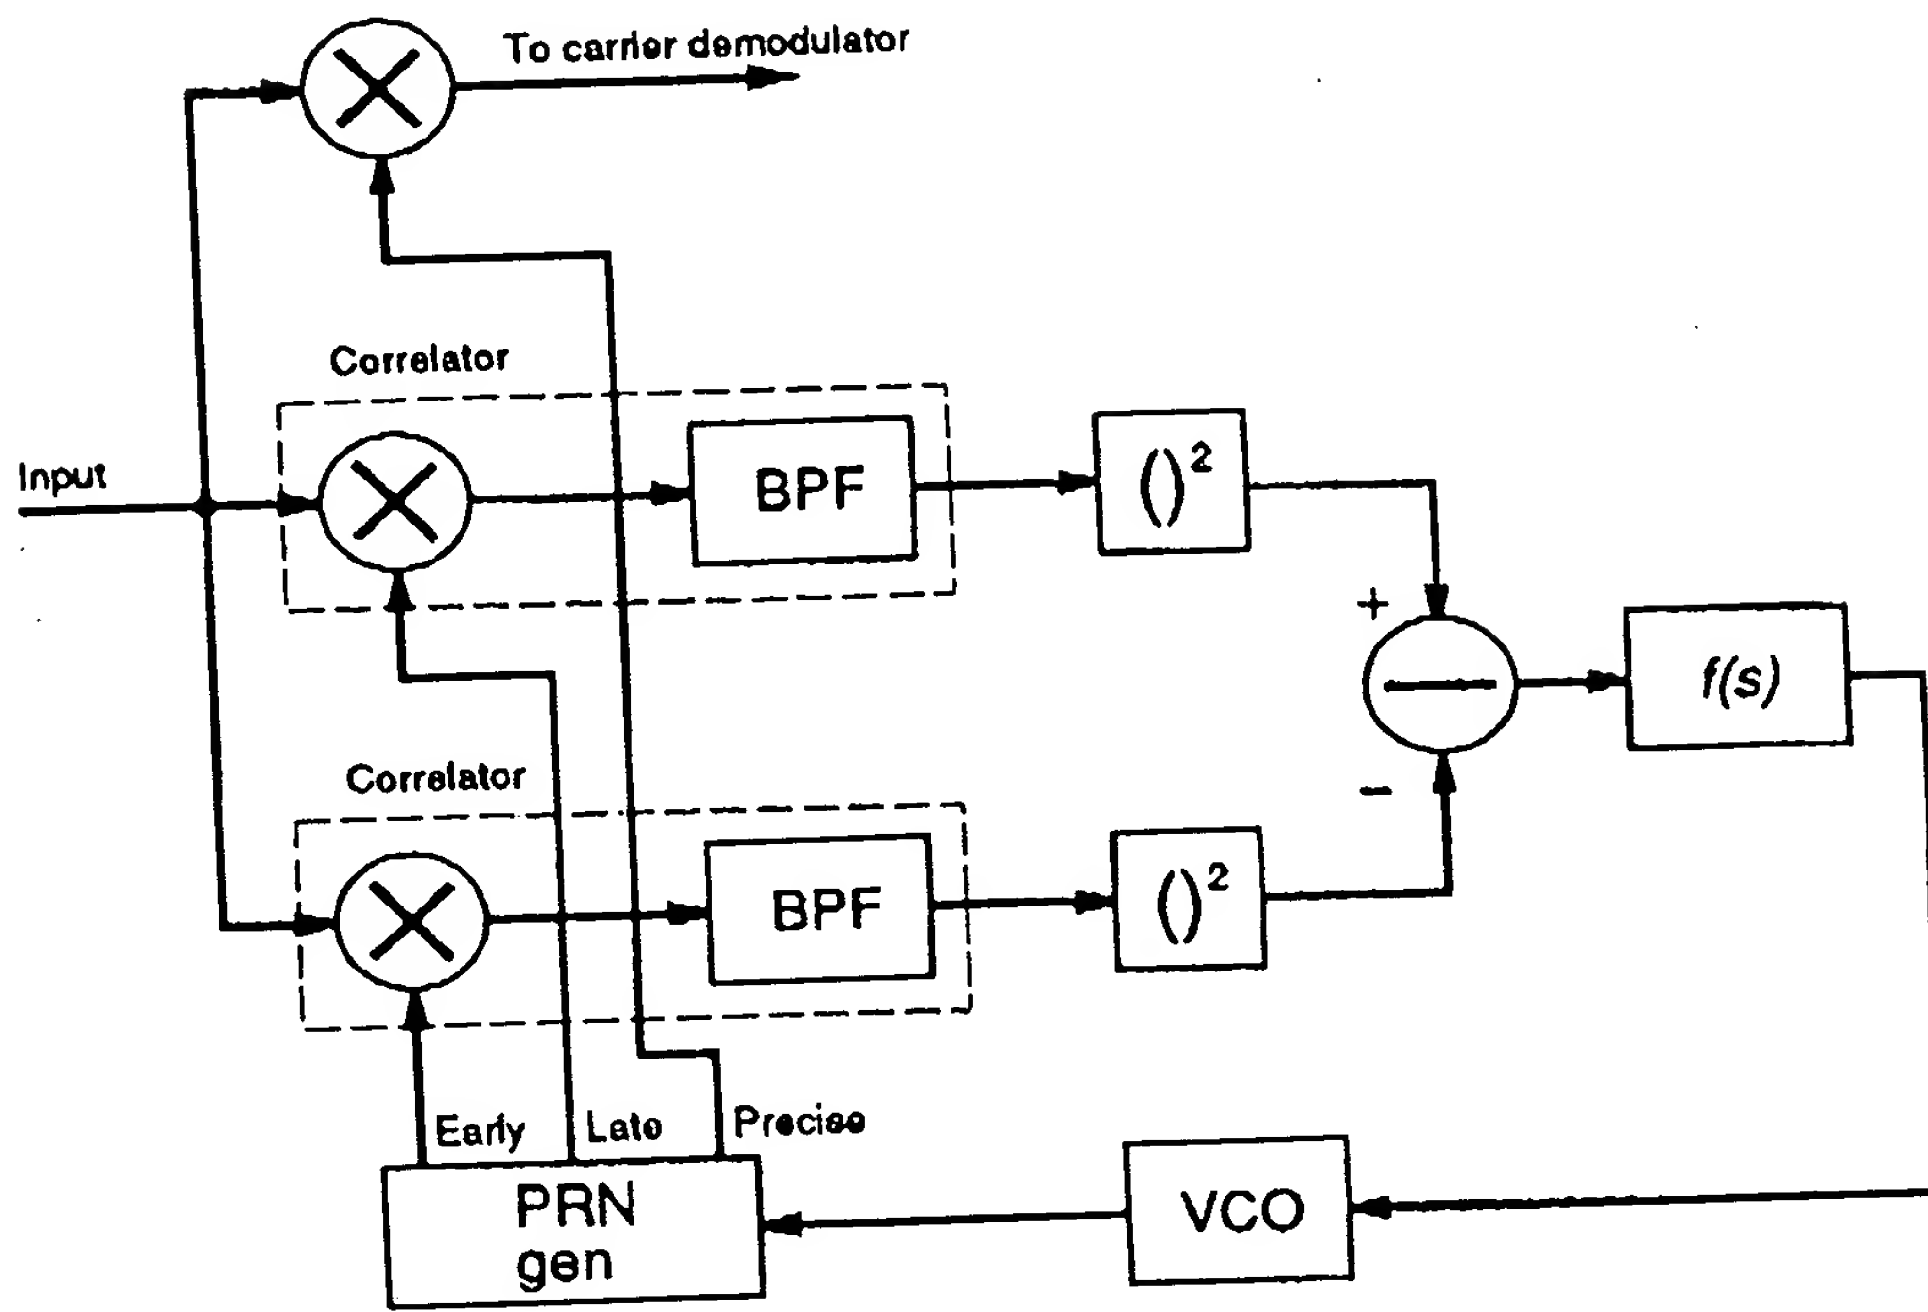 To carrier demodulator
Correlator
Input
BPF
()²
+
f(s)
Correlator
−
BPF
()²
Early
Late
Precise
PRN
gen
VCO